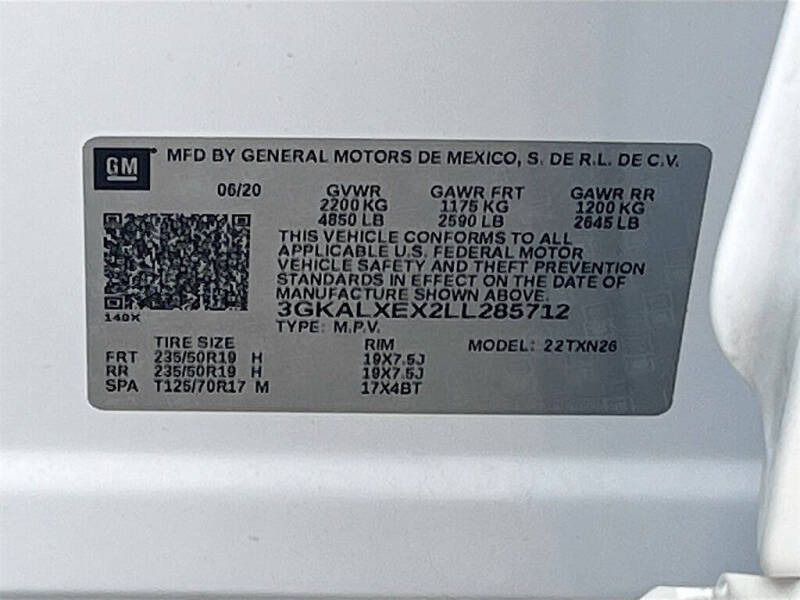 GM MFD BY GENERAL MOTORS DE MEXICO, S. DE R.L. DE C.V.
06/20 GVWR GAWR FRT GAWR RR
2200 KG 1175 KG 1200 KG
4850 LB 2590 LB 2645 LB
THIS VEHICLE CONFORMS TO ALL
APPLICABLE U.S. FEDERAL MOTOR
VEHICLE SAFETY AND THEFT PREVENTION
STANDARDS IN EFFECT ON THE DATE OF
MANUFACTURE SHOWN ABOVE.
3GKALXEX2LL285712
140X
TYPE: M.P.V.
TIRE SIZE RIM MODEL: 22TXN26
FRT 235/50R19 H 19X7.5J
RR 235/50R19 H 19X7.5J
SPA T125/70R17 M 17X4BT